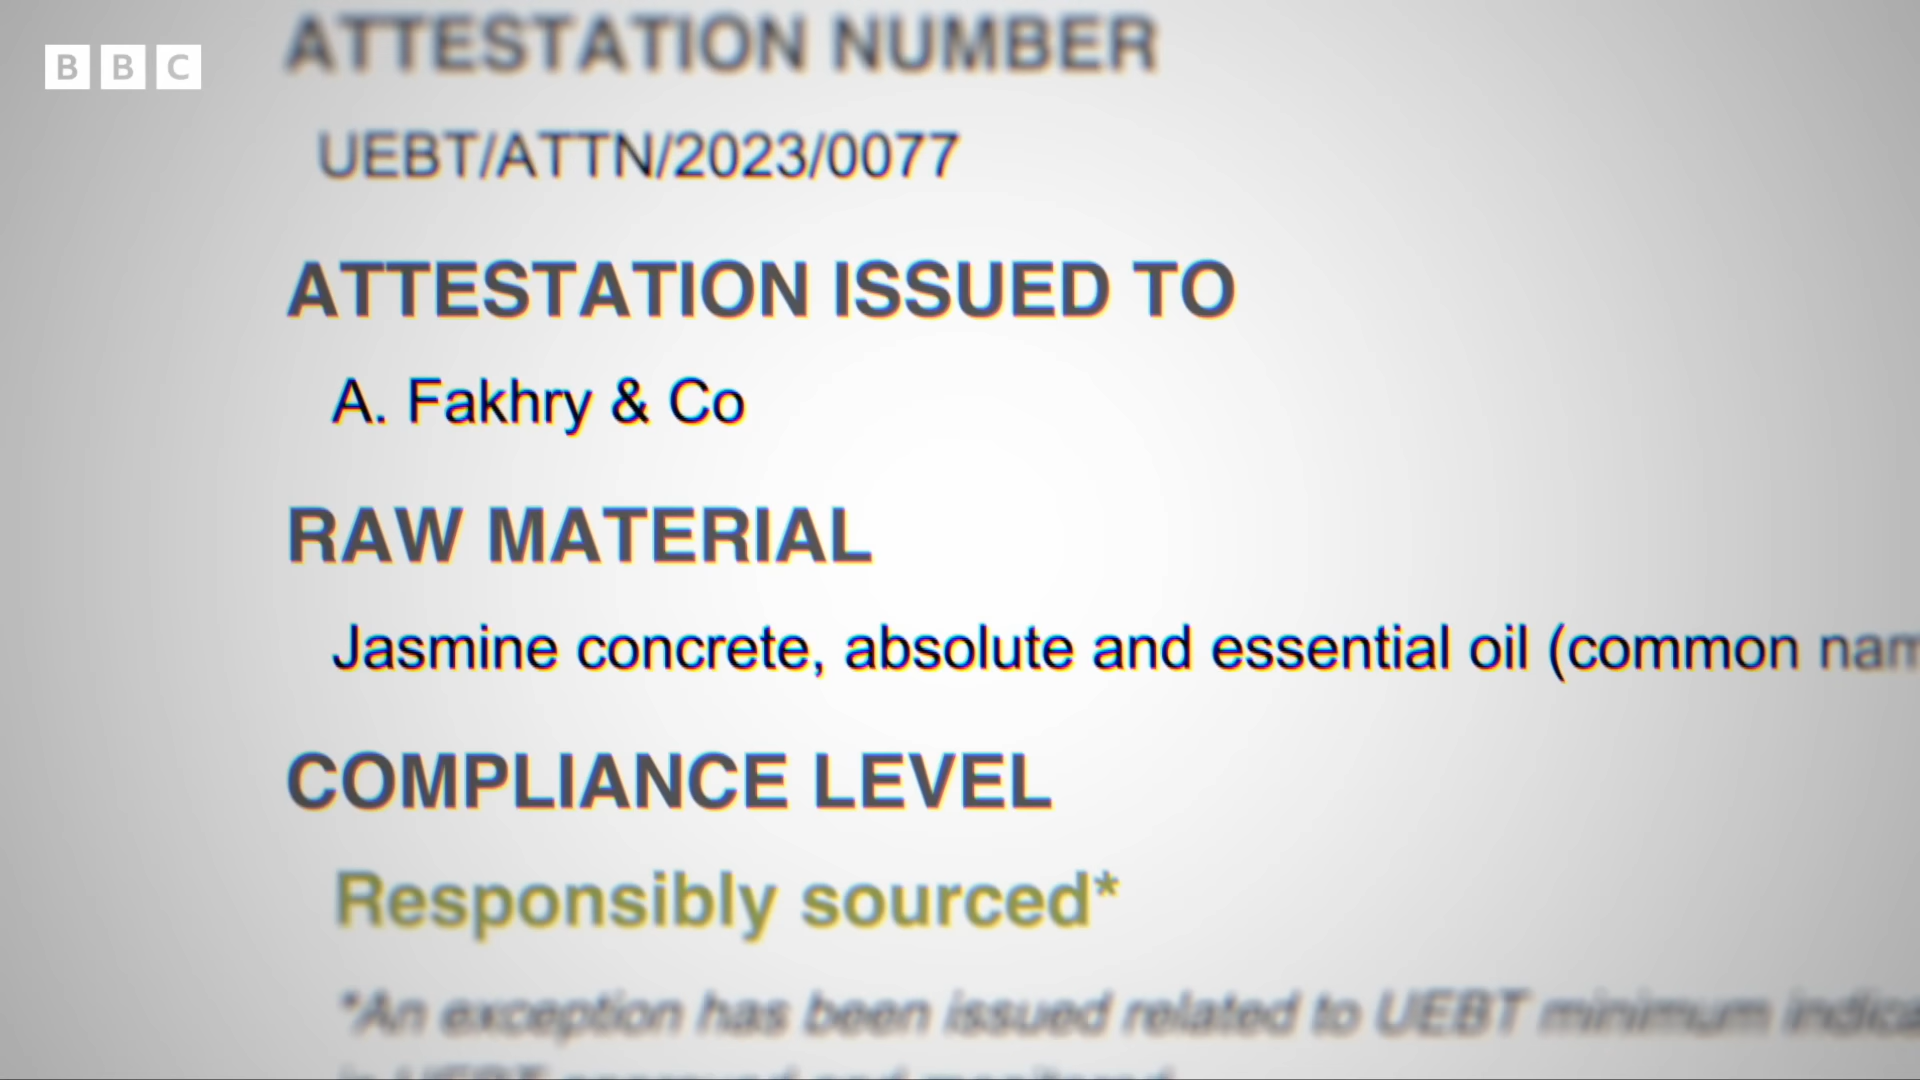 BBC
ATTESTATION NUMBER
UEBT/ATTN/2023/0077
ATTESTATION ISSUED TO
A. Fakhry & Co
RAW MATERIAL
Jasmine concrete, absolute and essential oil (common
COMPLIANCE LEVEL
Responsibly sourced*
*An exception has been issued related to UEBT minimum